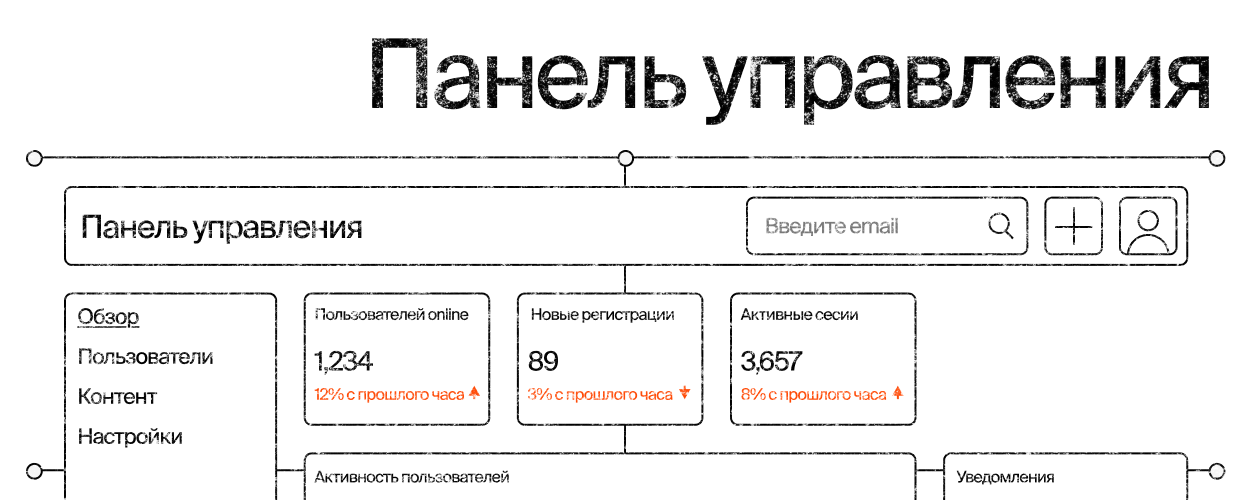 Панель управления
Панель управления
Введите email
Обзор
Пользователи
Контент
Настройки
Пользователей online
1,234
12% с прошлого часа
Новые регистрации
89
3% с прошлого часа
Активные сесии
3,657
8% с прошлого часа
Активность пользователей
Уведомления